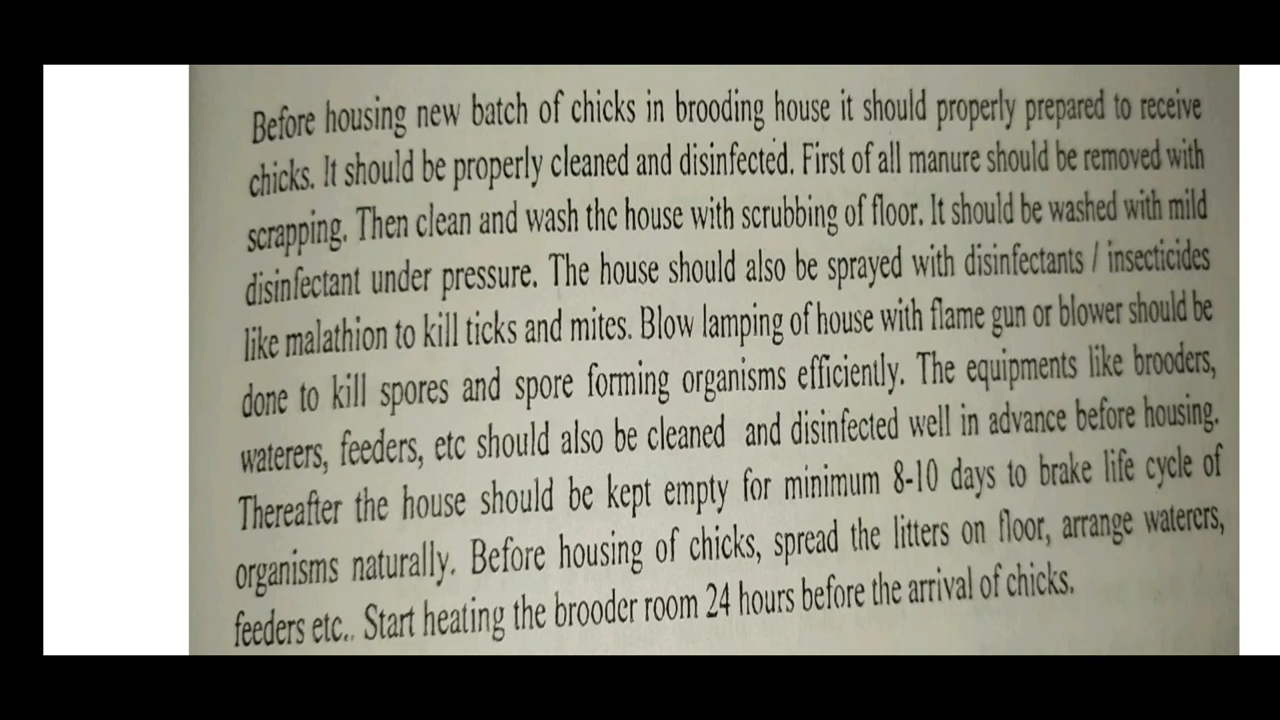 Before housing new batch of chicks in brooding house it should properly prepared to receive
chicks. It should be properly cleaned and disinfected. First of all manure should be removed with
scrapping. Then clean and wash the house with scrubbing of floor. It should be washed with mild
disinfectant under pressure. The house should also be sprayed with disinfectants / insecticides
like malathion to kill ticks and mites. Blow lamping of house with flame gun or blower should be
done to kill spores and spore forming organisms efficiently. The equipments like brooders,
waterers, feeders, etc should also be cleaned and disinfected well in advance before housing.
Thereafter the house should be kept empty for minimum 8-10 days to brake life cycle of
organisms naturally. Before housing of chicks, spread the litters on floor, arrange waterers,
feeders etc.. Start heating the brooder room 24 hours before the arrival of chicks.